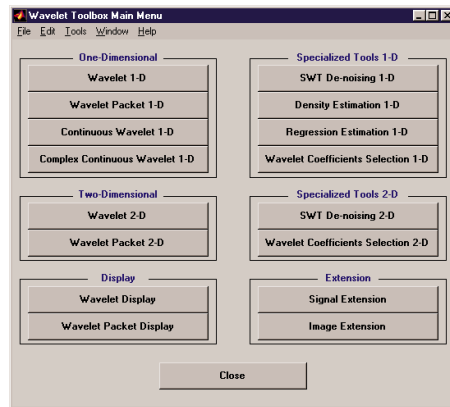 Wavelet Toolbox Main Menu
File Edit Tools Window Help
One-Dimensional
Wavelet 1-D
Wavelet Packet 1-D
Continuous Wavelet 1-D
Complex Continuous Wavelet 1-D
Specialized Tools 1-D
SWT De-noising 1-D
Density Estimation 1-D
Regression Estimation 1-D
Wavelet Coefficients Selection 1-D
Two-Dimensional
Wavelet 2-D
Wavelet Packet 2-D
Specialized Tools 2-D
SWT De-noising 2-D
Wavelet Coefficients Selection 2-D
Display
Wavelet Display
Wavelet Packet Display
Extension
Signal Extension
Image Extension
Close